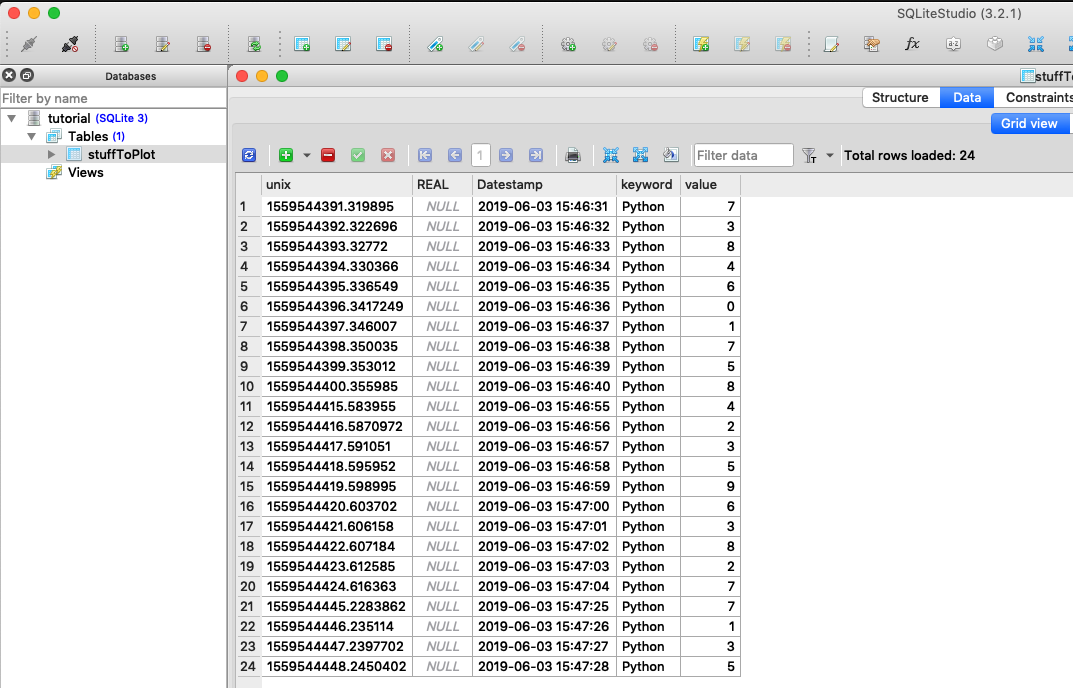 SQLiteStudio (3.2.1)
fx
a-z
Databases
Filter by name
tutorial (SQLite 3)
Tables (1)
stuffToPlot
Views
stuffT
Structure Data Constraints
Grid view
1 Filter data Total rows loaded: 24
unix REAL Datestamp keyword value
1 1559544391.319895 NULL 2019-06-03 15:46:31 Python 7
2 1559544392.322696 NULL 2019-06-03 15:46:32 Python 3
3 1559544393.32772 NULL 2019-06-03 15:46:33 Python 8
4 1559544394.330366 NULL 2019-06-03 15:46:34 Python 4
5 1559544395.336549 NULL 2019-06-03 15:46:35 Python 6
6 1559544396.3417249 NULL 2019-06-03 15:46:36 Python 0
7 1559544397.346007 NULL 2019-06-03 15:46:37 Python 1
8 1559544398.350035 NULL 2019-06-03 15:46:38 Python 7
9 1559544399.353012 NULL 2019-06-03 15:46:39 Python 5
10 1559544400.355985 NULL 2019-06-03 15:46:40 Python 8
11 1559544415.583955 NULL 2019-06-03 15:46:55 Python 4
12 1559544416.5870972 NULL 2019-06-03 15:46:56 Python 2
13 1559544417.591051 NULL 2019-06-03 15:46:57 Python 3
14 1559544418.595952 NULL 2019-06-03 15:46:58 Python 5
15 1559544419.598995 NULL 2019-06-03 15:46:59 Python 9
16 1559544420.603702 NULL 2019-06-03 15:47:00 Python 6
17 1559544421.606158 NULL 2019-06-03 15:47:01 Python 3
18 1559544422.607184 NULL 2019-06-03 15:47:02 Python 8
19 1559544423.612585 NULL 2019-06-03 15:47:03 Python 2
20 1559544424.616363 NULL 2019-06-03 15:47:04 Python 7
21 1559544445.2283862 NULL 2019-06-03 15:47:25 Python 7
22 1559544446.235114 NULL 2019-06-03 15:47:26 Python 1
23 1559544447.2397702 NULL 2019-06-03 15:47:27 Python 3
24 1559544448.2450402 NULL 2019-06-03 15:47:28 Python 5